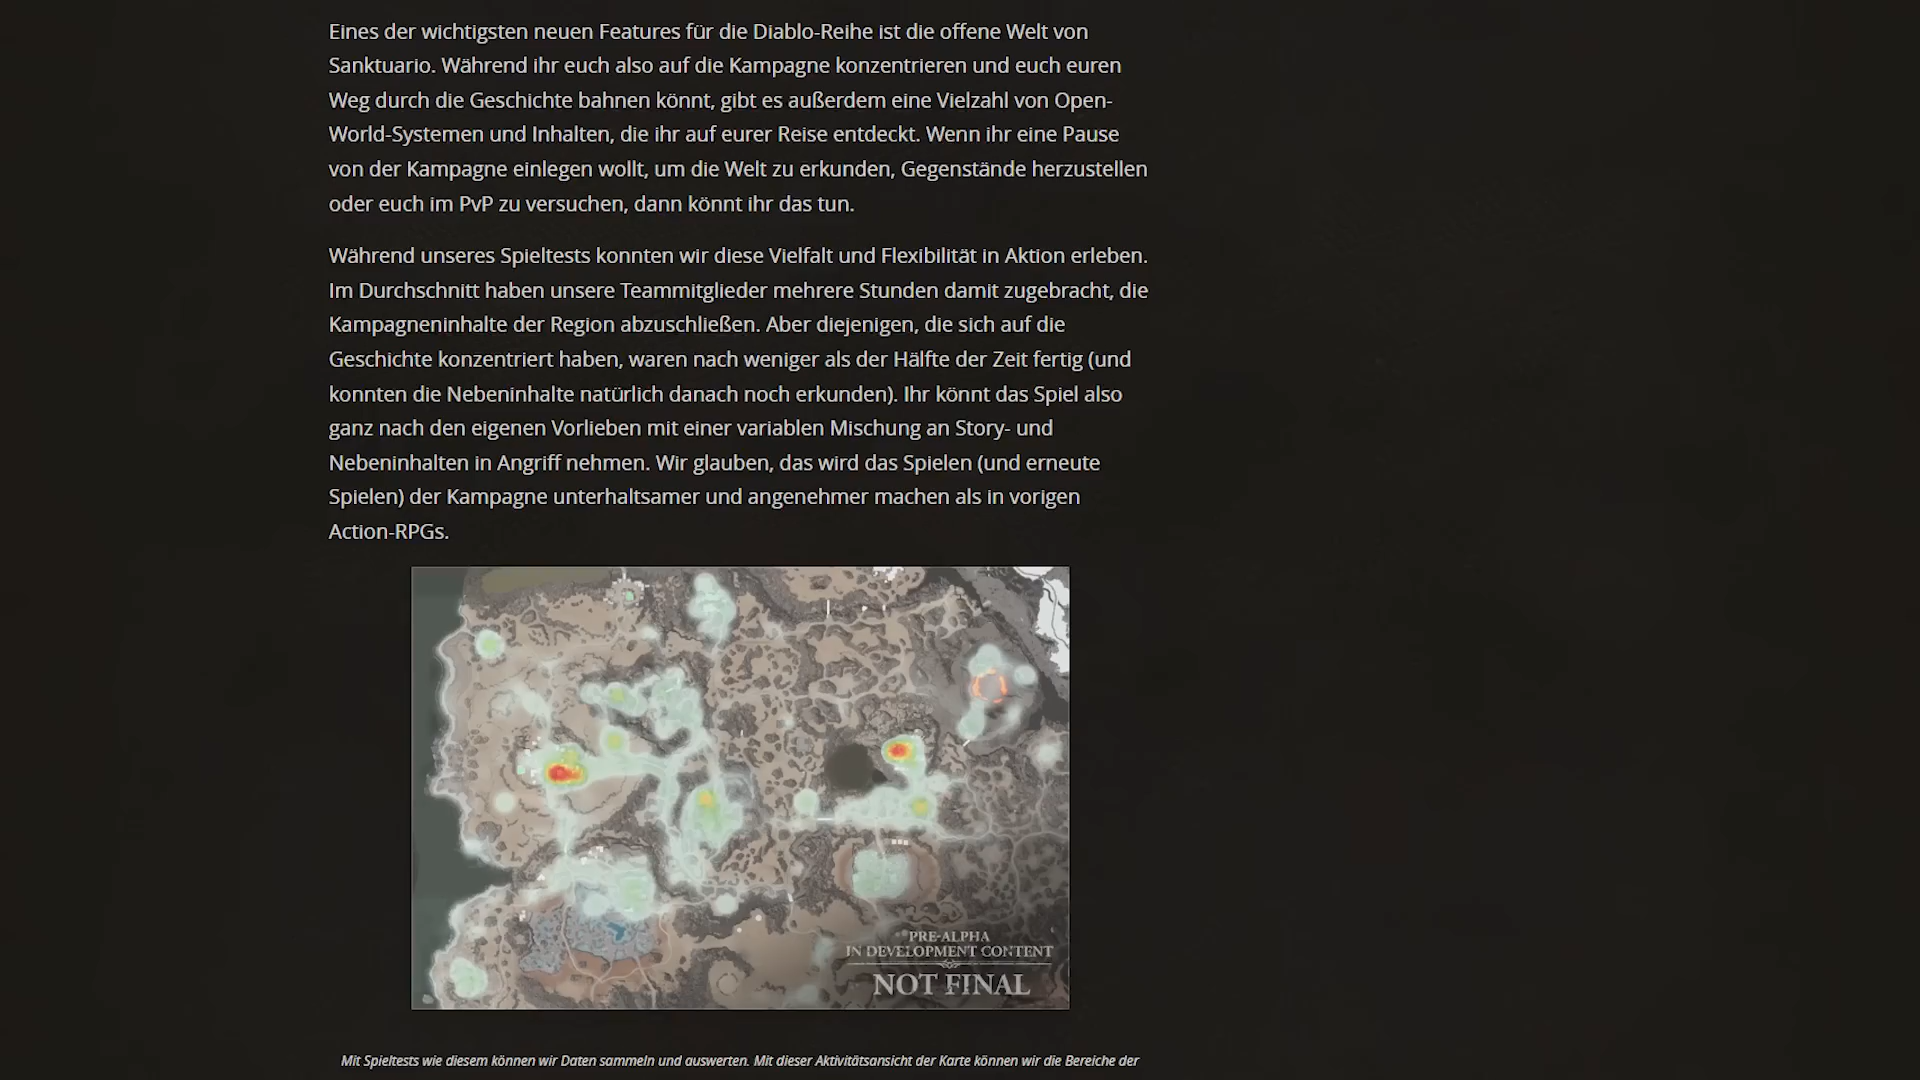 Eines der wichtigsten neuen Features für die Diablo-Reihe ist die offene Welt von
Sanktuario. Während ihr euch also auf die Kampagne konzentrieren und euch euren
Weg durch die Geschichte bahnen könnt, gibt es außerdem eine Vielzahl von Open-
World-Systemen und Inhalten, die ihr auf eurer Reise entdeckt. Wenn ihr eine Pause
von der Kampagne einlegen wollt, um die Welt zu erkunden, Gegenstände herzustellen
oder euch im PvP zu versuchen, dann könnt ihr das tun.
Während unseres Spieltests konnten wir diese Vielfalt und Flexibilität in Aktion erleben.
Im Durchschnitt haben unsere Teammitglieder mehrere Stunden damit zugebracht, die
Kampagneninhalte der Region abzuschließen. Aber diejenigen, die sich auf die
Geschichte konzentriert haben, waren nach weniger als der Hälfte der Zeit fertig (und
konnten die Nebeninhalte natürlich danach noch erkunden). Ihr könnt das Spiel also
ganz nach den eigenen Vorlieben mit einer variablen Mischung an Story- und
Nebeninhalten in Angriff nehmen. Wir glauben, das wird das Spielen (und erneute
Spielen) der Kampagne unterhaltsamer und angenehmer machen als in vorigen
Action-RPGs.
PRE-ALPHA
IN DEVELOPMENT CONTENT
NOT FINAL
Mit Spieltests wie diesem können wir Daten sammeln und auswerten. Mit dieser Aktivitätsansicht der Karte können wir die Bereiche der